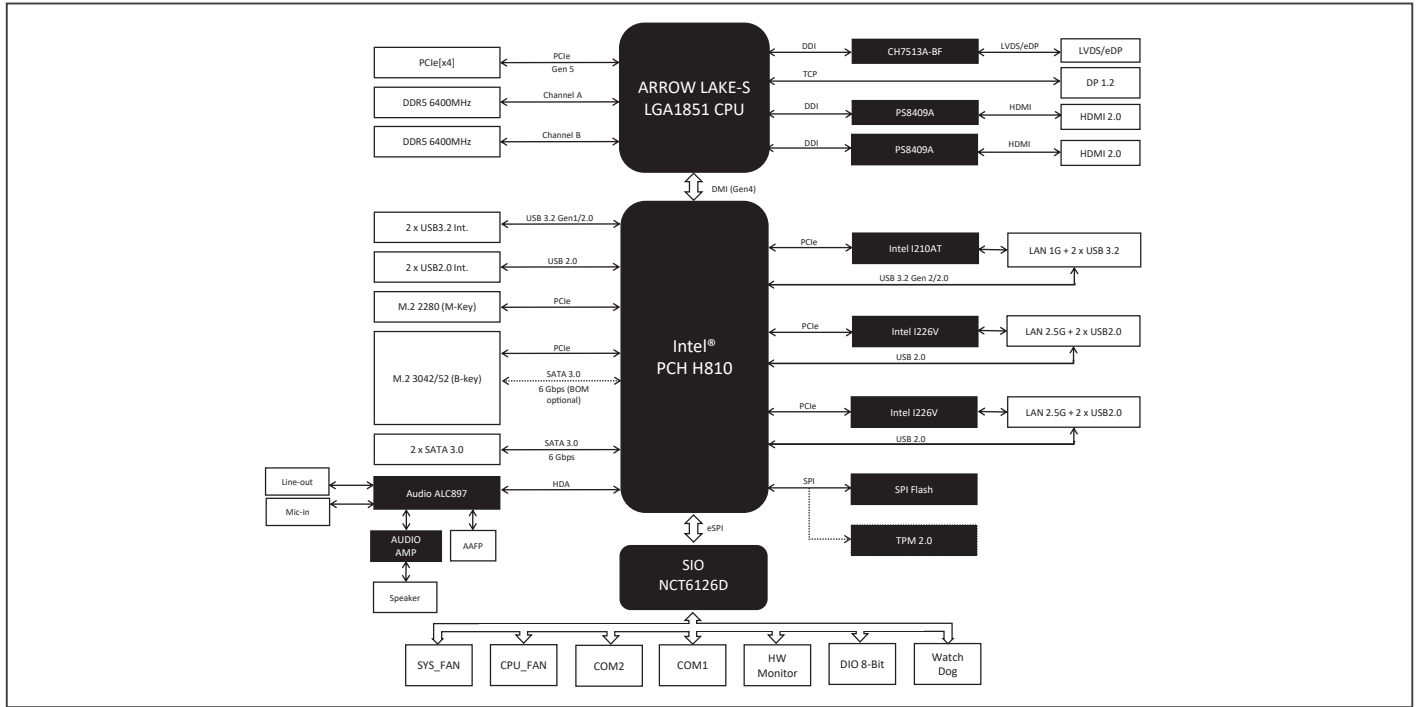 ARROW LAKE-S
LGA1851 CPU
PCIe[x4]
PCIe
Gen 5
DDR5 6400MHz
Channel A
DDR5 6400MHz
Channel B
DDI
CH7513A-BF
LVDS/eDP
LVDS/eDP
TCP
DP 1.2
DDI
PS8409A
HDMI
HDMI 2.0
DDI
PS8409A
HDMI
HDMI 2.0
DMI (Gen4)
Intel®
PCH H810
2 x USB3.2 Int.
USB 3.2 Gen1/2.0
2 x USB2.0 Int.
USB 2.0
M.2 2280 (M-Key)
PCIe
M.2 3042/52 (B-key)
PCIe
SATA 3.0
6 Gbps (BOM
optional)
2 x SATA 3.0
SATA 3.0
6 Gbps
Line-out
Mic-in
Audio ALC897
HDA
AUDIO
AMP
AAFP
Speaker
PCIe
Intel I210AT
LAN 1G + 2 x USB 3.2
USB 3.2 Gen 2/2.0
PCIe
Intel I226V
LAN 2.5G + 2 x USB2.0
USB 2.0
PCIe
Intel I226V
LAN 2.5G + 2 x USB2.0
USB 2.0
SPI
SPI Flash
TPM 2.0
eSPI
SIO
NCT6126D
SYS_FAN
CPU_FAN
COM2
COM1
HW
Monitor
DIO 8-Bit
Watch
Dog